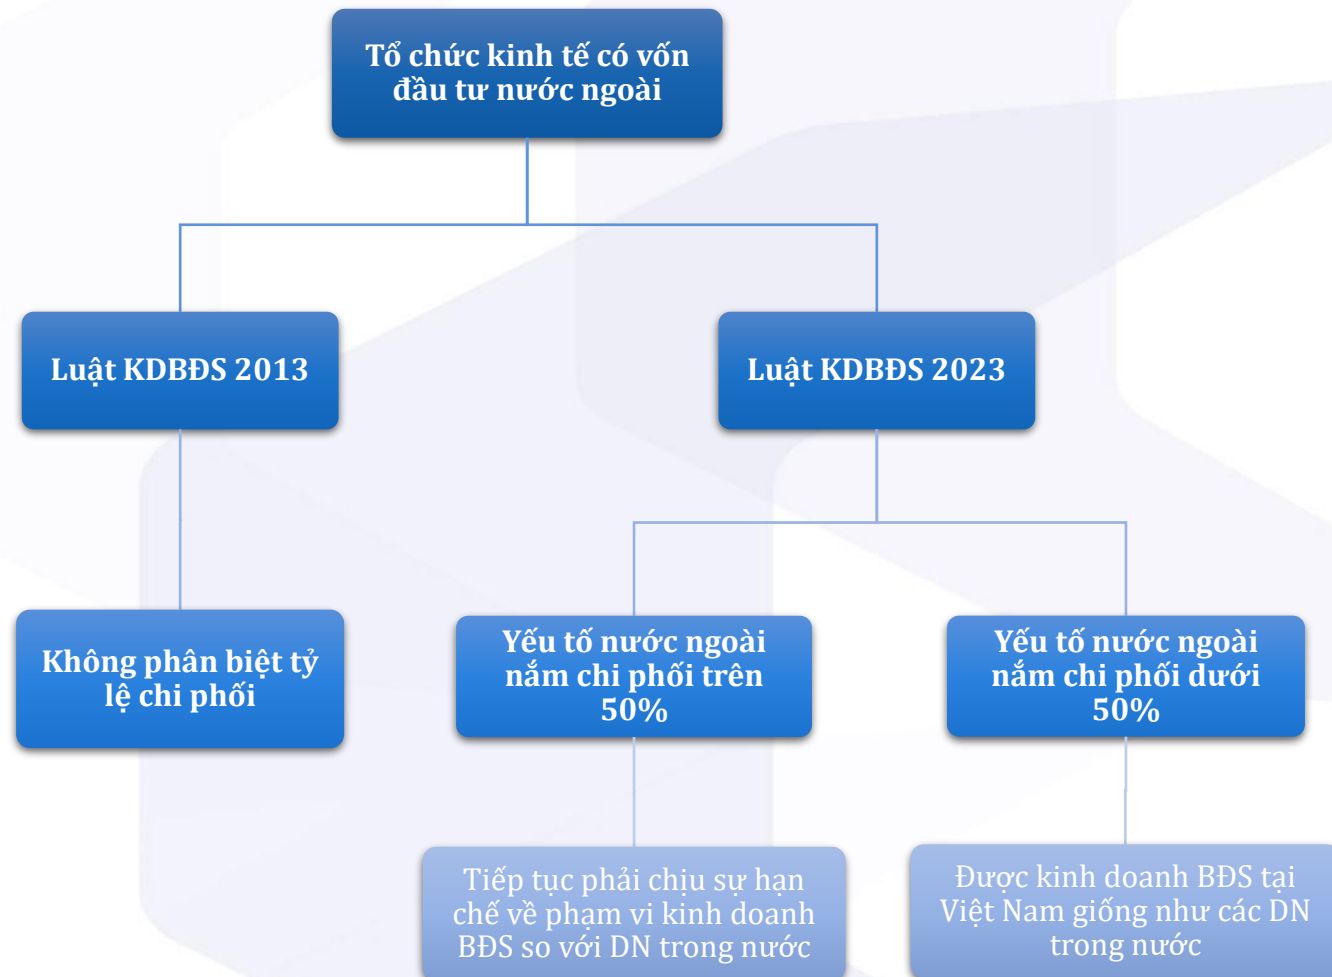 Tổ chức kinh tế có vốn
đầu tư nước ngoài
Luật KDBĐS 2013
Luật KDBĐS 2023
Không phân biệt tỷ
lệ chi phối
Yếu tố nước ngoài
nắm chi phối trên
50%
Yếu tố nước ngoài
nắm chi phối dưới
50%
Tiếp tục phải chịu sự hạn
chế về phạm vi kinh doanh
BĐS so với DN trong nước
Được kinh doanh BĐS tại
Việt Nam giống như các DN
trong nước